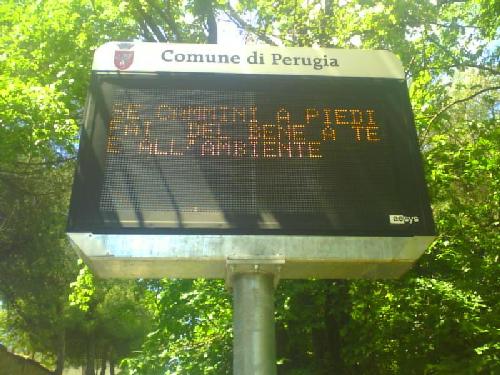 Comune di Perugia
SE CAMMINI A PIEDI
FAI DEL BENE A TE
E ALL'AMBIENTE
aesys